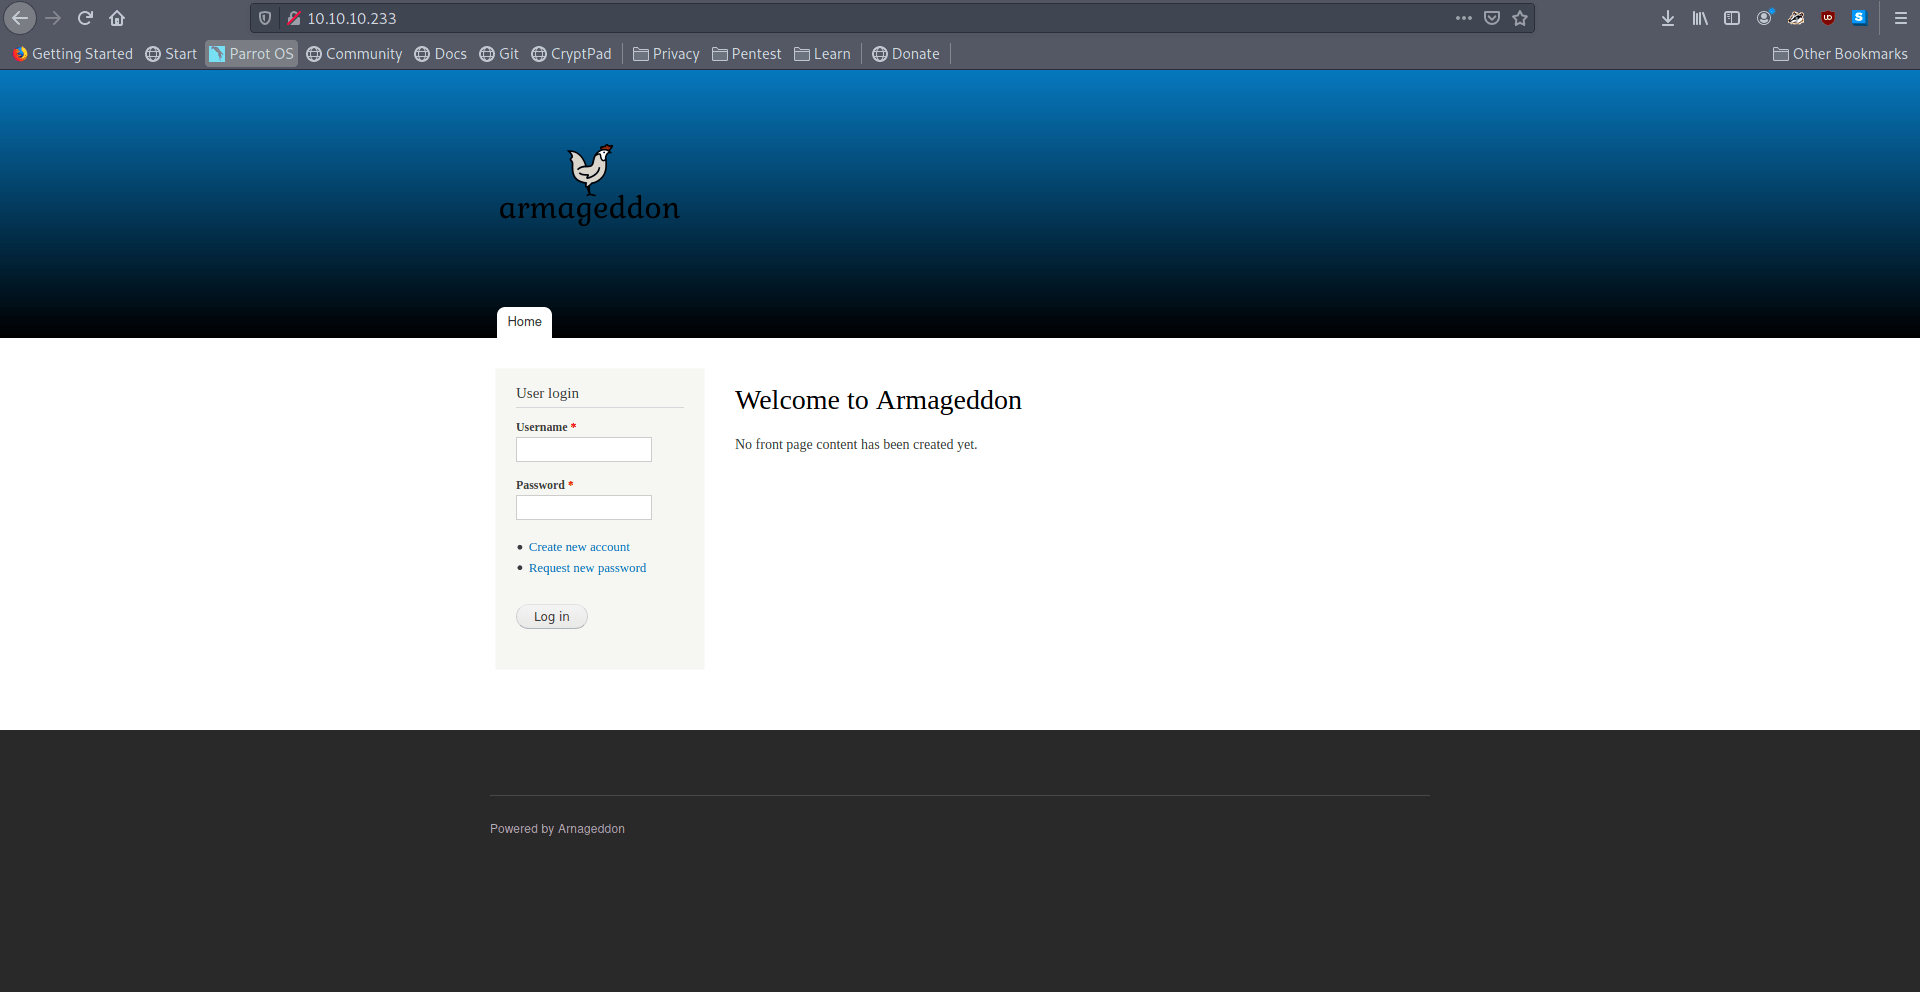 10.10.10.233
Getting Started Start Parrot OS Community Docs Git CryptPad Privacy Pentest Learn Donate Other Bookmarks
armageddon
Home
User login
Username *
Password *
Create new account
Request new password
Log in
Welcome to Armageddon
No front page content has been created yet.
Powered by Arnageddon